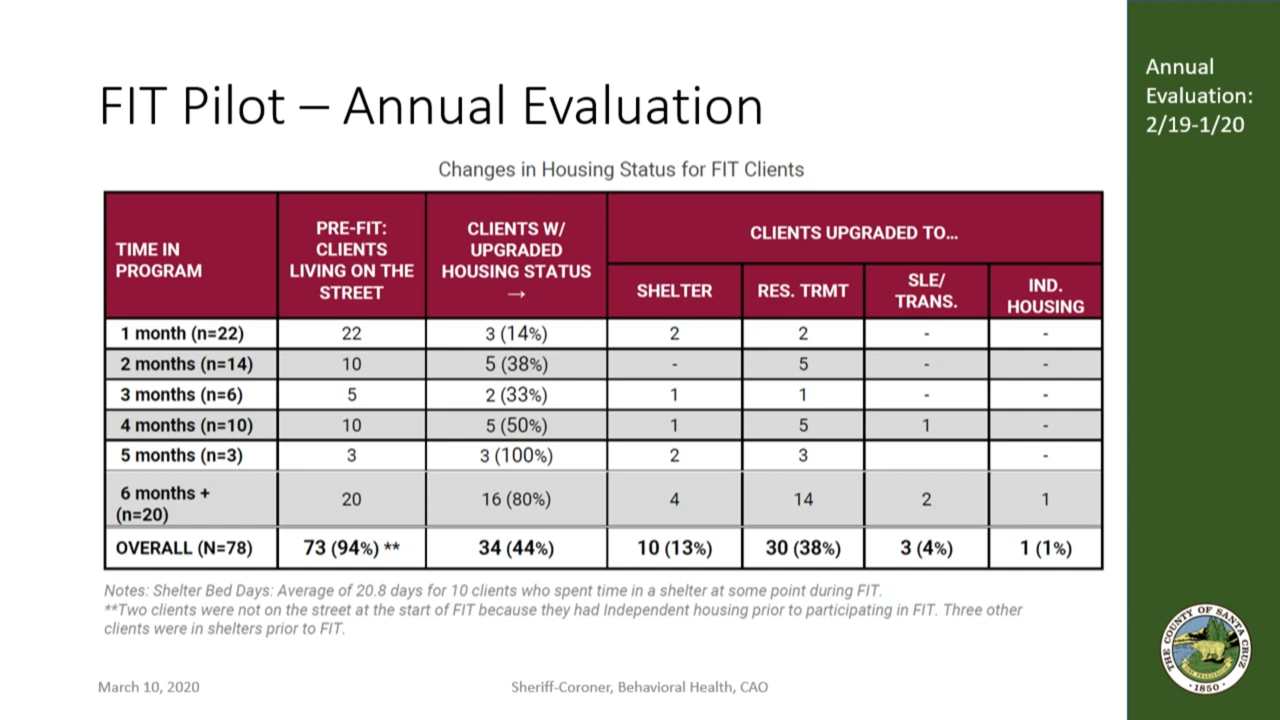 Annual
Evaluation:
2/19-1/20
FIT Pilot – Annual Evaluation
Changes in Housing Status for FIT Clients
TIME IN
PROGRAM
PRE-FIT:
CLIENTS
LIVING ON THE
STREET
CLIENTS W/
UPGRADED
HOUSING STATUS
→
CLIENTS UPGRADED TO...
SHELTER
RES. TRMT
SLE/
TRANS.
IND.
HOUSING
1 month (n=22) 22 3 (14%) 2 2 - -
2 months (n=14) 10 5 (38%) - 5 - -
3 months (n=6) 5 2 (33%) 1 1 - -
4 months (n=10) 10 5 (50%) 1 5 1 -
5 months (n=3) 3 3 (100%) 2 3 -
6 months +
(n=20) 20 16 (80%) 4 14 2 1
OVERALL (N=78) 73 (94%) ** 34 (44%) 10 (13%) 30 (38%) 3 (4%) 1 (1%)
Notes: Shelter Bed Days: Average of 20.8 days for 10 clients who spent time in a shelter at some point during FIT.
**Two clients were not on the street at the start of FIT because they had Independent housing prior to participating in FIT. Three other
clients were in shelters prior to FIT.
THE COUNTY OF SANTA CRUZ
· 1850 ·
March 10, 2020
Sheriff-Coroner, Behavioral Health, CAO